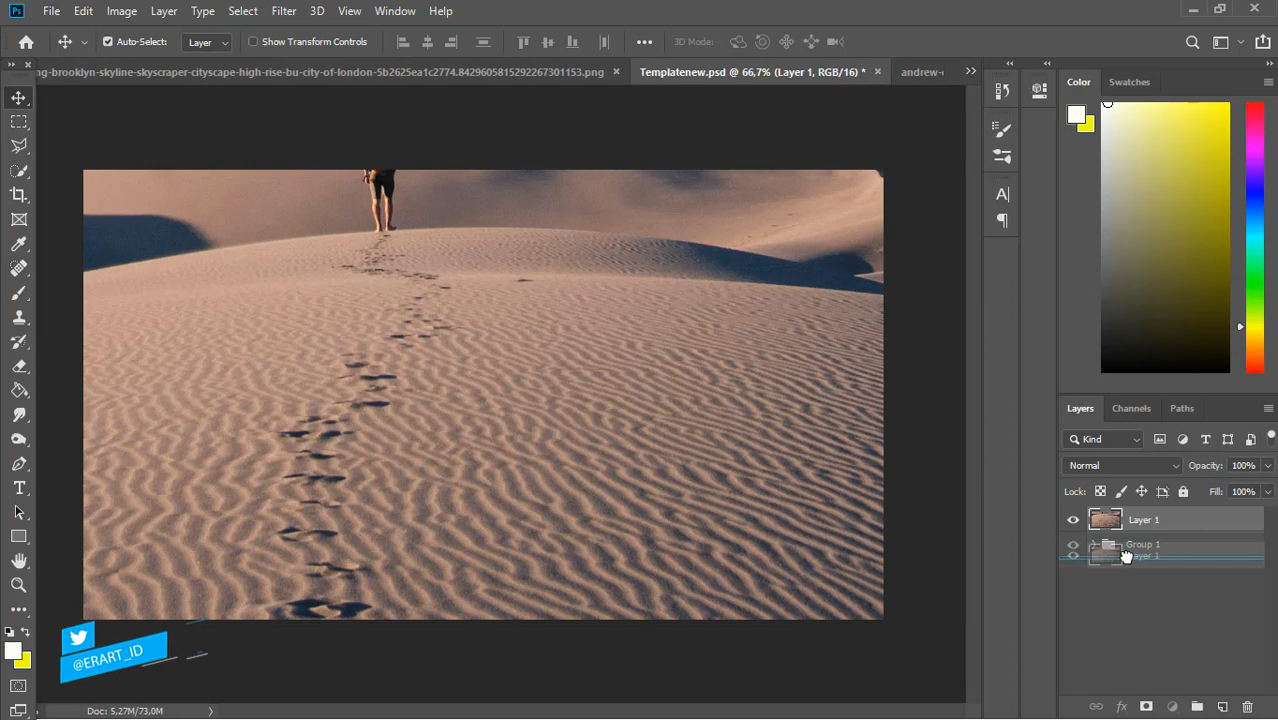 Ps File Edit Image Layer Type Select Filter 3D View Window Help
Auto-Select: Layer Show Transform Controls 3D Mode:
ng-brooklyn-skyline-skyscraper-cityscape-high-rise-bu-city-of-london-5b2625ea1c2774.8429605815292267301153.png
Templatenew.psd @ 66,7% (Layer 1, RGB/16) *
andrew-
Color Swatches
Layers Channels Paths
Kind
Normal Opacity: 100%
Lock: Fill: 100%
Layer 1
Group 1
Layer 1
@ERART_ID
Doc: 5,27M/73,0M